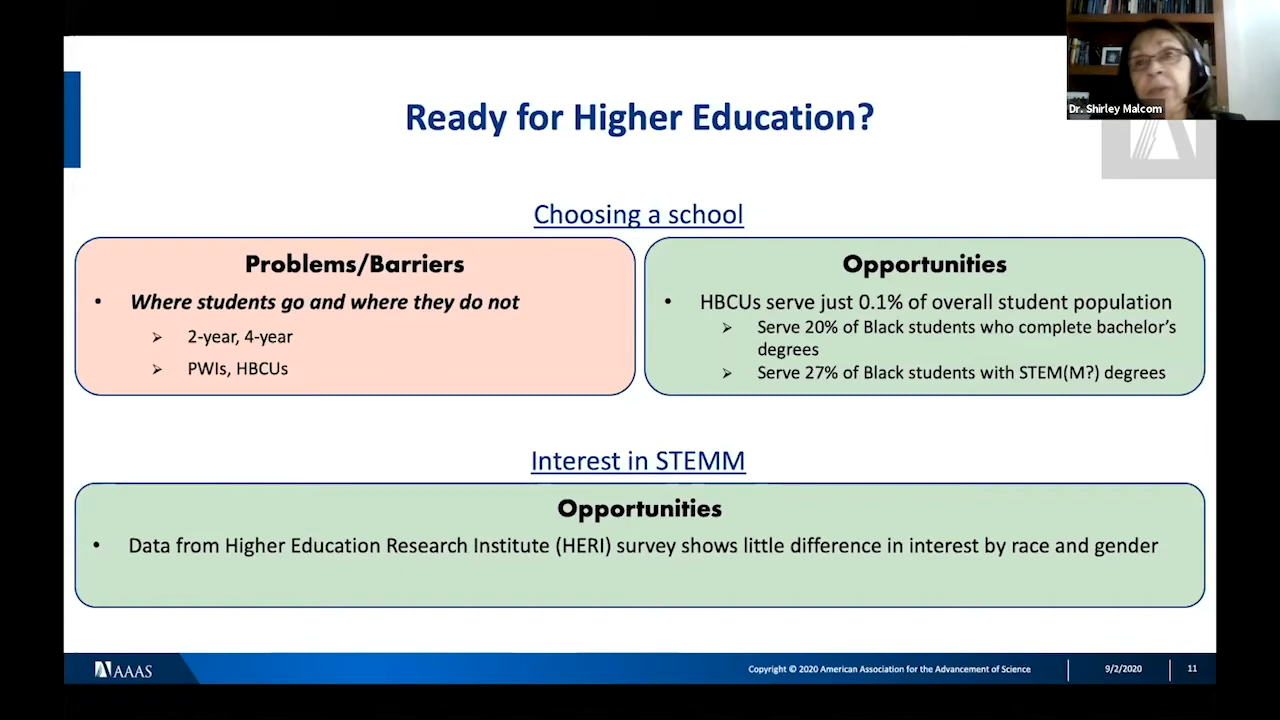 Dr. Shirley Malcom
Ready for Higher Education?
Choosing a school
Problems/Barriers
• Where students go and where they do not
➢ 2-year, 4-year
➢ PWIs, HBCUs
Opportunities
• HBCUs serve just 0.1% of overall student population
➢ Serve 20% of Black students who complete bachelor's
degrees
➢ Serve 27% of Black students with STEM(M?) degrees
Interest in STEMM
Opportunities
• Data from Higher Education Research Institute (HERI) survey shows little difference in interest by race and gender
AAAS
Copyright © 2020 American Association for the Advancement of Science
9/2/2020
11